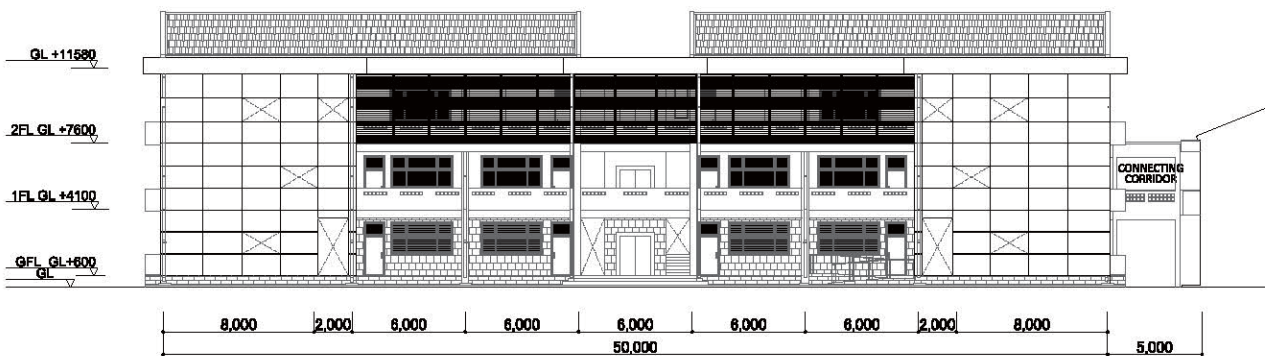 GL +11580
2FL GL +7600
CONNECTING
CORRIDOR
1FL GL +4100
GFL GL+600
GL
8,000 2,000 6,000 6,000 6,000 6,000 6,000 2,000 8,000
50,000 5,000